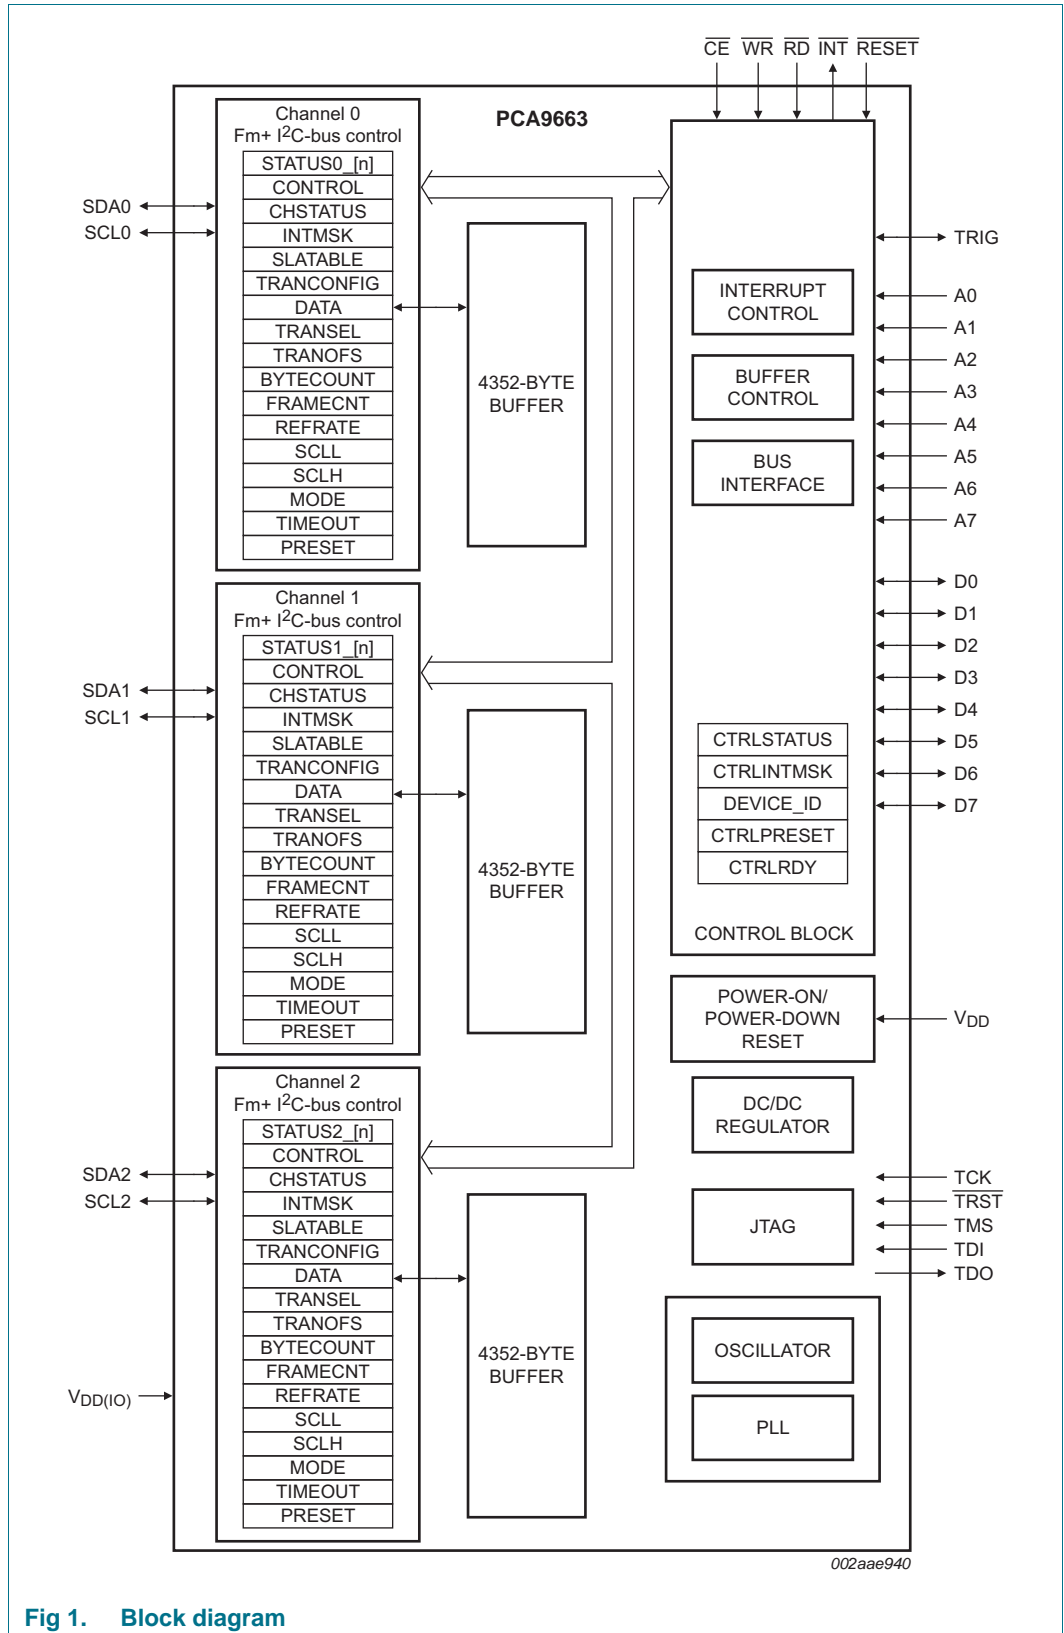 CE WR RD INT RESET
PCA9663
Channel 0
Fm+ I2C-bus control
STATUS0_[n]
CONTROL
CHSTATUS
INTMSK
SLATABLE
TRANCONFIG
DATA
TRANSEL
TRANOFS
BYTECOUNT
FRAMECNT
REFRATE
SCLL
SCLH
MODE
TIMEOUT
PRESET
SDA0
SCL0
4352-BYTE
BUFFER
Channel 1
Fm+ I2C-bus control
STATUS1_[n]
CONTROL
CHSTATUS
INTMSK
SLATABLE
TRANCONFIG
DATA
TRANSEL
TRANOFS
BYTECOUNT
FRAMECNT
REFRATE
SCLL
SCLH
MODE
TIMEOUT
PRESET
SDA1
SCL1
4352-BYTE
BUFFER
Channel 2
Fm+ I2C-bus control
STATUS2_[n]
CONTROL
CHSTATUS
INTMSK
SLATABLE
TRANCONFIG
DATA
TRANSEL
TRANOFS
BYTECOUNT
FRAMECNT
REFRATE
SCLL
SCLH
MODE
TIMEOUT
PRESET
SDA2
SCL2
VDD(IO)
4352-BYTE
BUFFER
INTERRUPT
CONTROL
BUFFER
CONTROL
BUS
INTERFACE
CTRLSTATUS
CTRLINTMSK
DEVICE_ID
CTRLPRESET
CTRLRDY
CONTROL BLOCK
TRIG
A0
A1
A2
A3
A4
A5
A6
A7
D0
D1
D2
D3
D4
D5
D6
D7
POWER-ON/
POWER-DOWN
RESET
VDD
DC/DC
REGULATOR
JTAG
TCK
TRST
TMS
TDI
TDO
OSCILLATOR
PLL
002aae940
Fig 1. Block diagram